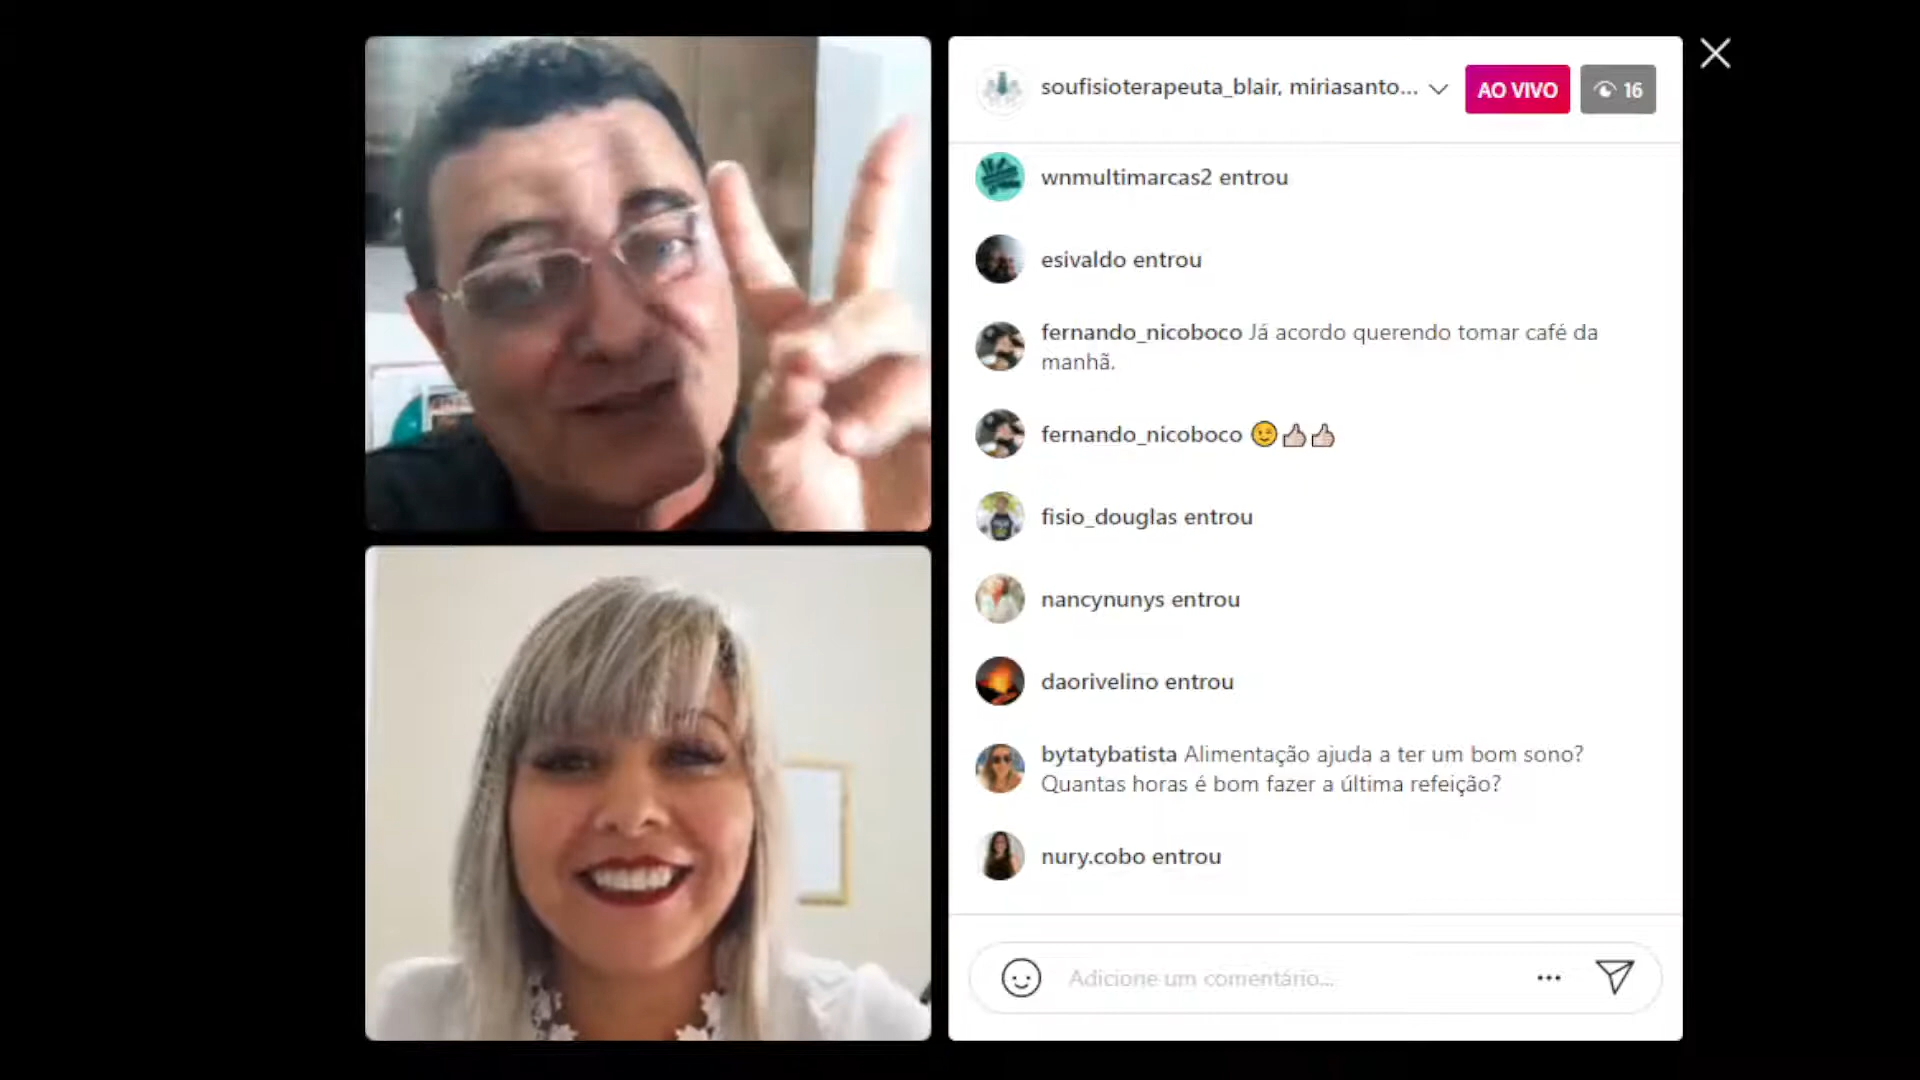 soufisioterapeuta_blair, miriasanto...
AO VIVO
16
wnmultimarcas2 entrou
esivaldo entrou
fernando_nicoboco Já acordo querendo tomar café da
manhã.
fernando_nicoboco 😉👍🏻👍🏻
fisio_douglas entrou
nancynunys entrou
daorivelino entrou
bytatybatista Alimentação ajuda a ter um bom sono?
Quantas horas é bom fazer a última refeição?
nury.cobo entrou
Adicione um comentário...